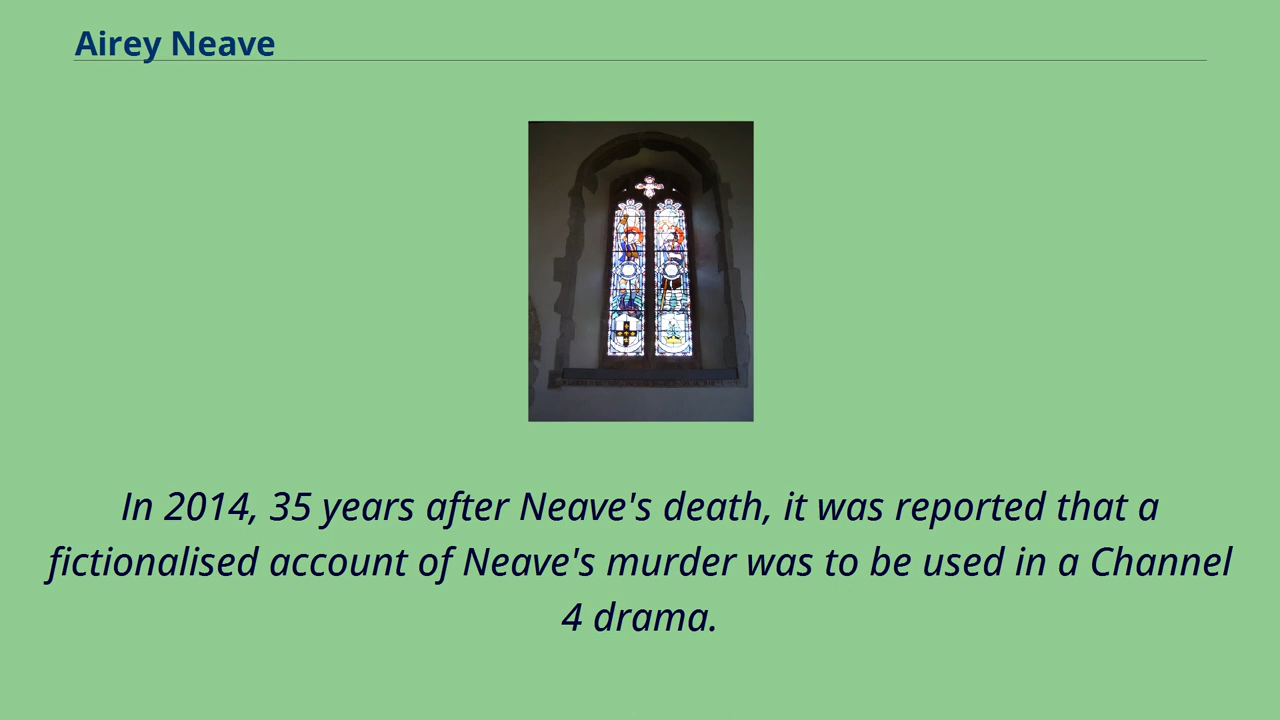 Airey Neave
In 2014, 35 years after Neave's death, it was reported that a
fictionalised account of Neave's murder was to be used in a Channel
4 drama.